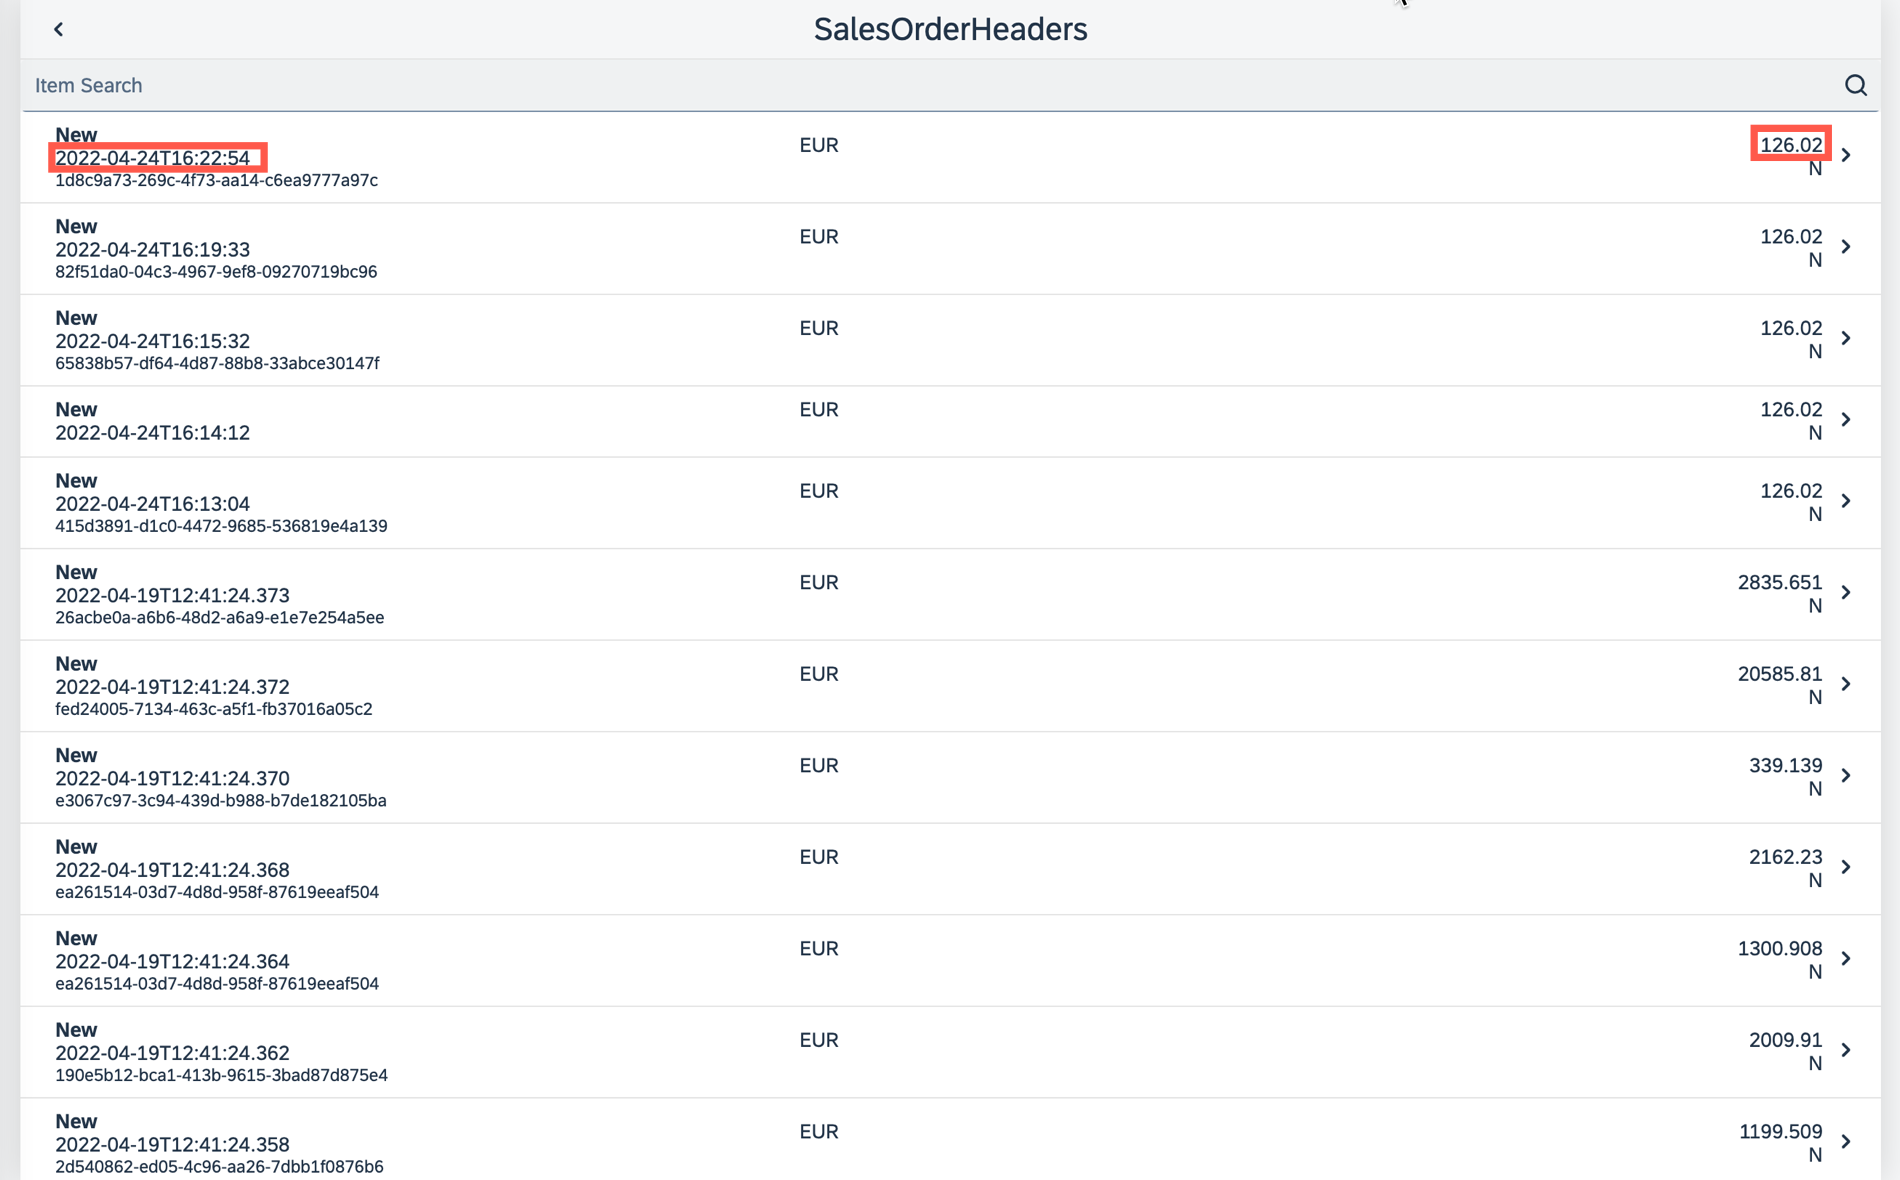 SalesOrderHeaders
Item Search
New
2022-04-24T16:22:54
1d8c9a73-269c-4f73-aa14-c6ea9777a97c
EUR
126.02
N
New
2022-04-24T16:19:33
82f51da0-04c3-4967-9ef8-09270719bc96
EUR
126.02
N
New
2022-04-24T16:15:32
65838b57-df64-4d87-88b8-33abce30147f
EUR
126.02
N
New
2022-04-24T16:14:12
EUR
126.02
N
New
2022-04-24T16:13:04
415d3891-d1c0-4472-9685-536819e4a139
EUR
126.02
N
New
2022-04-19T12:41:24.373
26acbe0a-a6b6-48d2-a6a9-e1e7e254a5ee
EUR
2835.651
N
New
2022-04-19T12:41:24.372
fed24005-7134-463c-a5f1-fb37016a05c2
EUR
20585.81
N
New
2022-04-19T12:41:24.370
e3067c97-3c94-439d-b988-b7de182105ba
EUR
339.139
N
New
2022-04-19T12:41:24.368
ea261514-03d7-4d8d-958f-87619eeaf504
EUR
2162.23
N
New
2022-04-19T12:41:24.364
ea261514-03d7-4d8d-958f-87619eeaf504
EUR
1300.908
N
New
2022-04-19T12:41:24.362
190e5b12-bca1-413b-9615-3bad87d875e4
EUR
2009.91
N
New
2022-04-19T12:41:24.358
2d540862-ed05-4c96-aa26-7dbb1f0876b6
EUR
1199.509
N